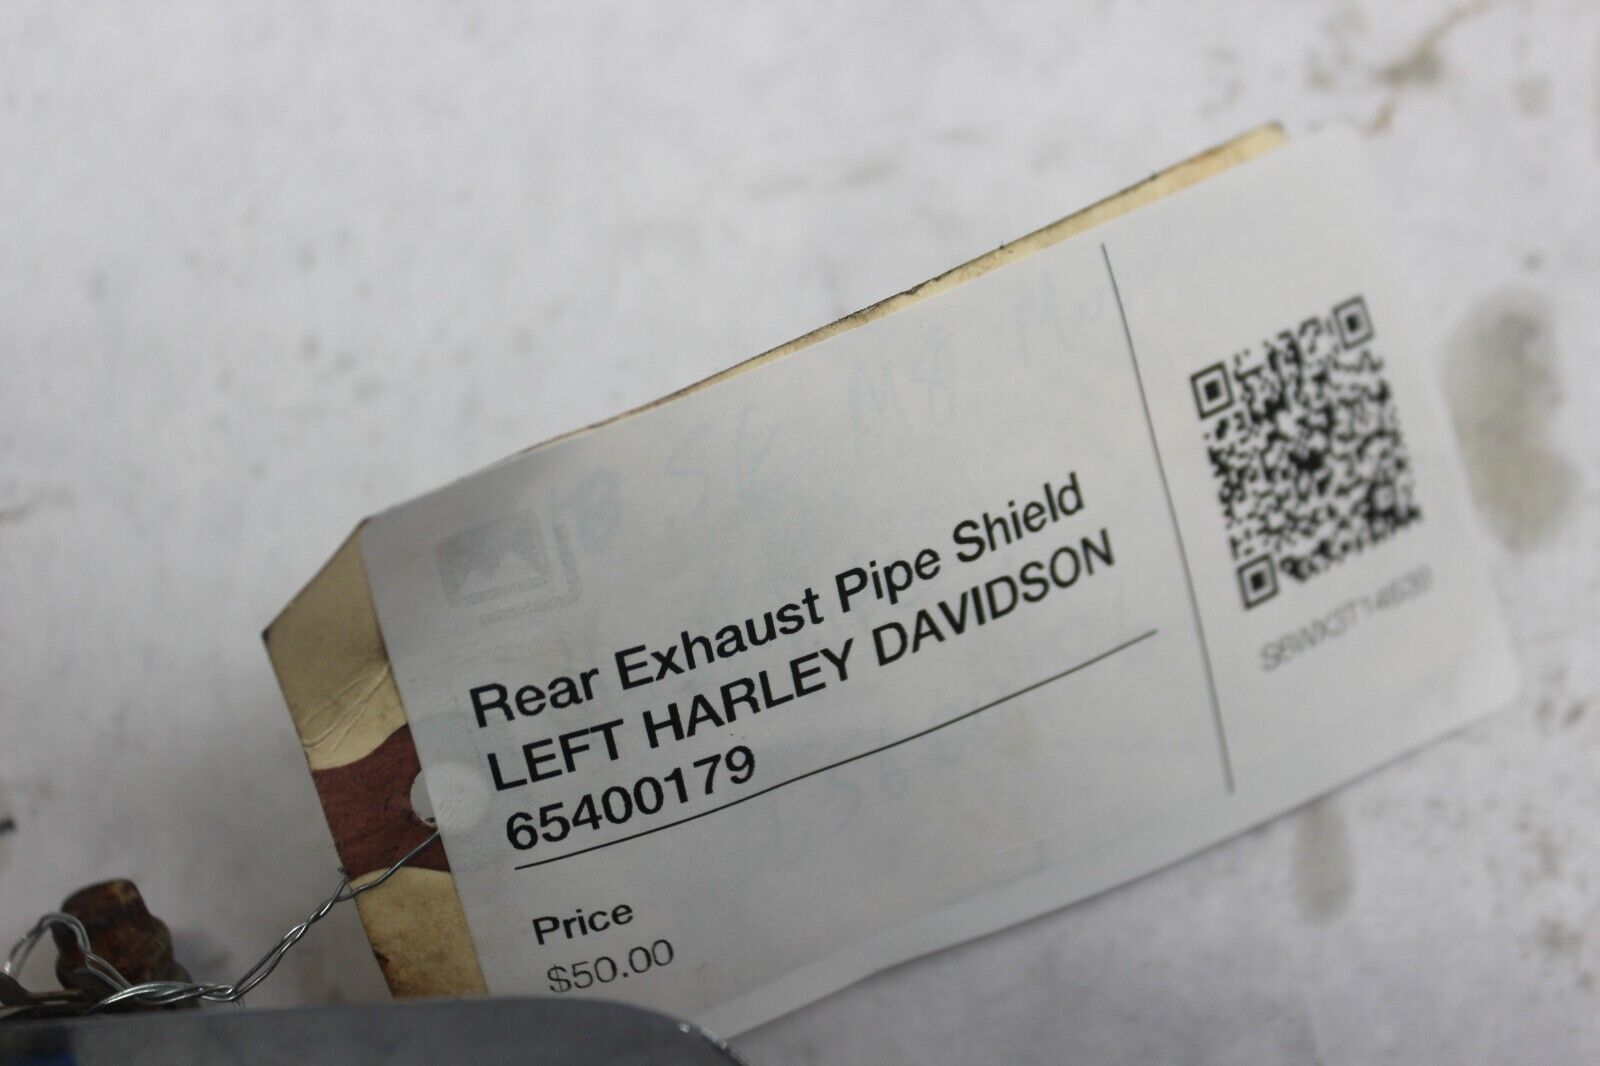 Rear Exhaust Pipe Shield
LEFT HARLEY DAVIDSON
65400179
Price
$50.00